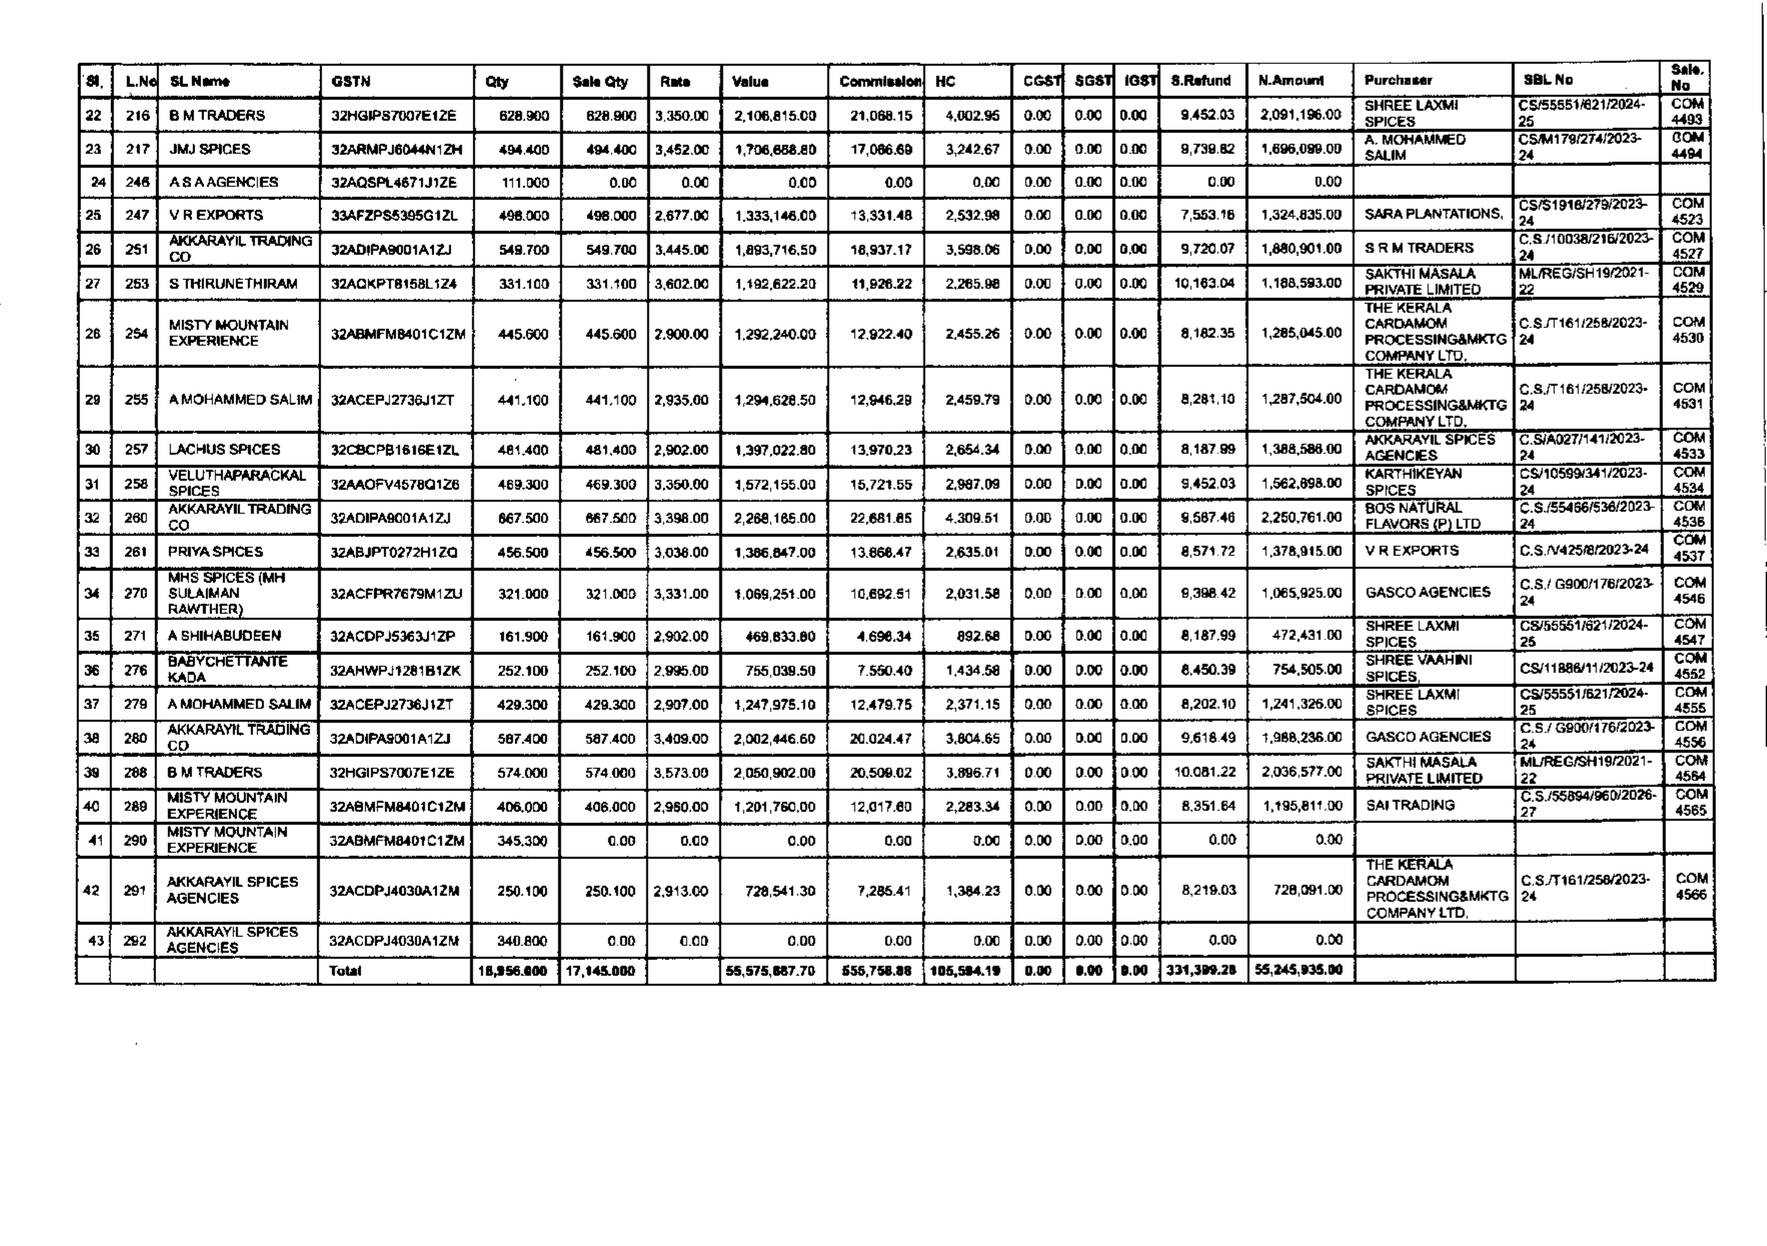 Sl. L.No SL Name GSTN Qty Sale Qty Rate Value Commission HC CGST SGST IGST S.Refund N.Amount Purchaser SBL No Sale. No
22 216 B M TRADERS 32HGIPS7007E1ZE 628.900 628.900 3,350.00 2,106,815.00 21,068.15 4,002.95 0.00 0.00 0.00 9,452.03 2,091,196.00 SHREE LAXMI SPICES CS/55551/621/2024-25 COM 4493
23 217 JMJ SPICES 32ARMPJ6044N1ZH 494.400 494.400 3,452.00 1,706,668.80 17,066.69 3,242.67 0.00 0.00 0.00 9,739.62 1,696,099.00 A. MOHAMMED SALIM CS/M179/274/2023-24 COM 4494
24 246 A S A AGENCIES 32AQSPL4671J1ZE 111.000 0.00 0.00 0.00 0.00 0.00 0.00 0.00 0.00 0.00 0.00
25 247 V R EXPORTS 33AFZPS5395G1ZL 498.000 498.000 2,677.00 1,333,146.00 13,331.48 2,532.98 0.00 0.00 0.00 7,553.16 1,324,835.00 SARA PLANTATIONS, CS/S1916/279/2023-24 COM 4523
26 251 AKKARAYIL TRADING CO 32ADIPA9001A1ZJ 549.700 549.700 3,445.00 1,893,716.50 18,937.17 3,598.06 0.00 0.00 0.00 9,720.07 1,880,901.00 S R M TRADERS C.S./10038/216/2023-24 COM 4527
27 253 S THIRUNETHIRAM 32AQKPT8158L1Z4 331.100 331.100 3,602.00 1,192,622.20 11,926.22 2,265.98 0.00 0.00 0.00 10,163.04 1,188,593.00 SAKTHI MASALA PRIVATE LIMITED ML/REG/SH19/2021-22 COM 4529
28 254 MISTY MOUNTAIN EXPERIENCE 32ABMFM8401C1ZM 445.600 445.600 2,900.00 1,292,240.00 12,922.40 2,455.26 0.00 0.00 0.00 8,182.35 1,285,045.00 THE KERALA CARDAMOM PROCESSING&MKTG COMPANY LTD, C.S./T161/258/2023-24 COM 4530
29 255 A MOHAMMED SALIM 32ACEPJ2736J1ZT 441.100 441.100 2,935.00 1,294,628.50 12,946.29 2,459.79 0.00 0.00 0.00 8,281.10 1,287,504.00 THE KERALA CARDAMOM PROCESSING&MKTG COMPANY LTD, C.S./T161/258/2023-24 COM 4531
30 257 LACHUS SPICES 32CBCPB1616E1ZL 481.400 481.400 2,902.00 1,397,022.80 13,970.23 2,654.34 0.00 0.00 0.00 8,187.99 1,388,586.00 AKKARAYIL SPICES AGENCIES C.S/A027/141/2023-24 COM 4533
31 258 VELUTHAPARACKAL SPICES 32AAOFV4578Q1Z6 469.300 469.300 3,350.00 1,572,155.00 15,721.55 2,987.09 0.00 0.00 0.00 9,452.03 1,562,898.00 KARTHIKEYAN SPICES CS/10599/341/2023-24 COM 4534
32 260 AKKARAYIL TRADING CO 32ADIPA9001A1ZJ 667.500 667.500 3,398.00 2,268,165.00 22,681.65 4,309.51 0.00 0.00 0.00 9,587.46 2,250,761.00 BOS NATURAL FLAVORS (P) LTD C.S./55466/536/2023-24 COM 4536
33 261 PRIYA SPICES 32ABJPT0272H1ZQ 456.500 456.500 3,038.00 1,386,847.00 13,868.47 2,635.01 0.00 0.00 0.00 8,571.72 1,378,915.00 V R EXPORTS C.S./V425/8/2023-24 COM 4537
34 270 MHS SPICES (MH SULAIMAN RAWTHER) 32ACFPR7679M1ZU 321.000 321.000 3,331.00 1,069,251.00 10,692.51 2,031.58 0.00 0.00 0.00 9,398.42 1,065,925.00 GASCO AGENCIES C.S./ G900/176/2023-24 COM 4546
35 271 A SHIHABUDEEN 32ACDPJ5363J1ZP 161.900 161.900 2,902.00 469,833.80 4,698.34 892.68 0.00 0.00 0.00 8,187.99 472,431.00 SHREE LAXMI SPICES CS/55551/621/2024-25 COM 4547
36 276 BABYCHETTANTE KADA 32AHWPJ1281B1ZK 252.100 252.100 2,995.00 755,039.50 7,550.40 1,434.58 0.00 0.00 0.00 8,450.39 754,505.00 SHREE VAAHINI SPICES, CS/11886/11/2023-24 COM 4552
37 279 A MOHAMMED SALIM 32ACEPJ2736J1ZT 429.300 429.300 2,907.00 1,247,975.10 12,479.75 2,371.15 0.00 0.00 0.00 8,202.10 1,241,326.00 SHREE LAXMI SPICES CS/55551/621/2024-25 COM 4555
38 280 AKKARAYIL TRADING CO 32ADIPA9001A1ZJ 587.400 587.400 3,409.00 2,002,446.60 20,024.47 3,804.65 0.00 0.00 0.00 9,618.49 1,988,236.00 GASCO AGENCIES C.S./ G900/176/2023-24 COM 4556
39 288 B M TRADERS 32HGIPS7007E1ZE 574.000 574.000 3,573.00 2,050,902.00 20,509.02 3,896.71 0.00 0.00 0.00 10,081.22 2,036,577.00 SAKTHI MASALA PRIVATE LIMITED ML/REG/SH19/2021-22 COM 4564
40 289 MISTY MOUNTAIN EXPERIENCE 32ABMFM8401C1ZM 406.000 406.000 2,960.00 1,201,760.00 12,017.60 2,283.34 0.00 0.00 0.00 8,351.64 1,195,811.00 SAI TRADING C.S./55894/960/2026-27 COM 4565
41 290 MISTY MOUNTAIN EXPERIENCE 32ABMFM8401C1ZM 345.300 0.00 0.00 0.00 0.00 0.00 0.00 0.00 0.00 0.00 0.00
42 291 AKKARAYIL SPICES AGENCIES 32ACDPJ4030A1ZM 250.100 250.100 2,913.00 728,541.30 7,285.41 1,384.23 0.00 0.00 0.00 8,219.03 728,091.00 THE KERALA CARDAMOM PROCESSING&MKTG COMPANY LTD, C.S./T161/258/2023-24 COM 4566
43 292 AKKARAYIL SPICES AGENCIES 32ACDPJ4030A1ZM 340.800 0.00 0.00 0.00 0.00 0.00 0.00 0.00 0.00 0.00 0.00
Total 18,956.600 17,145.000 55,575,887.70 555,758.88 105,594.19 0.00 0.00 0.00 331,399.28 55,245,935.00